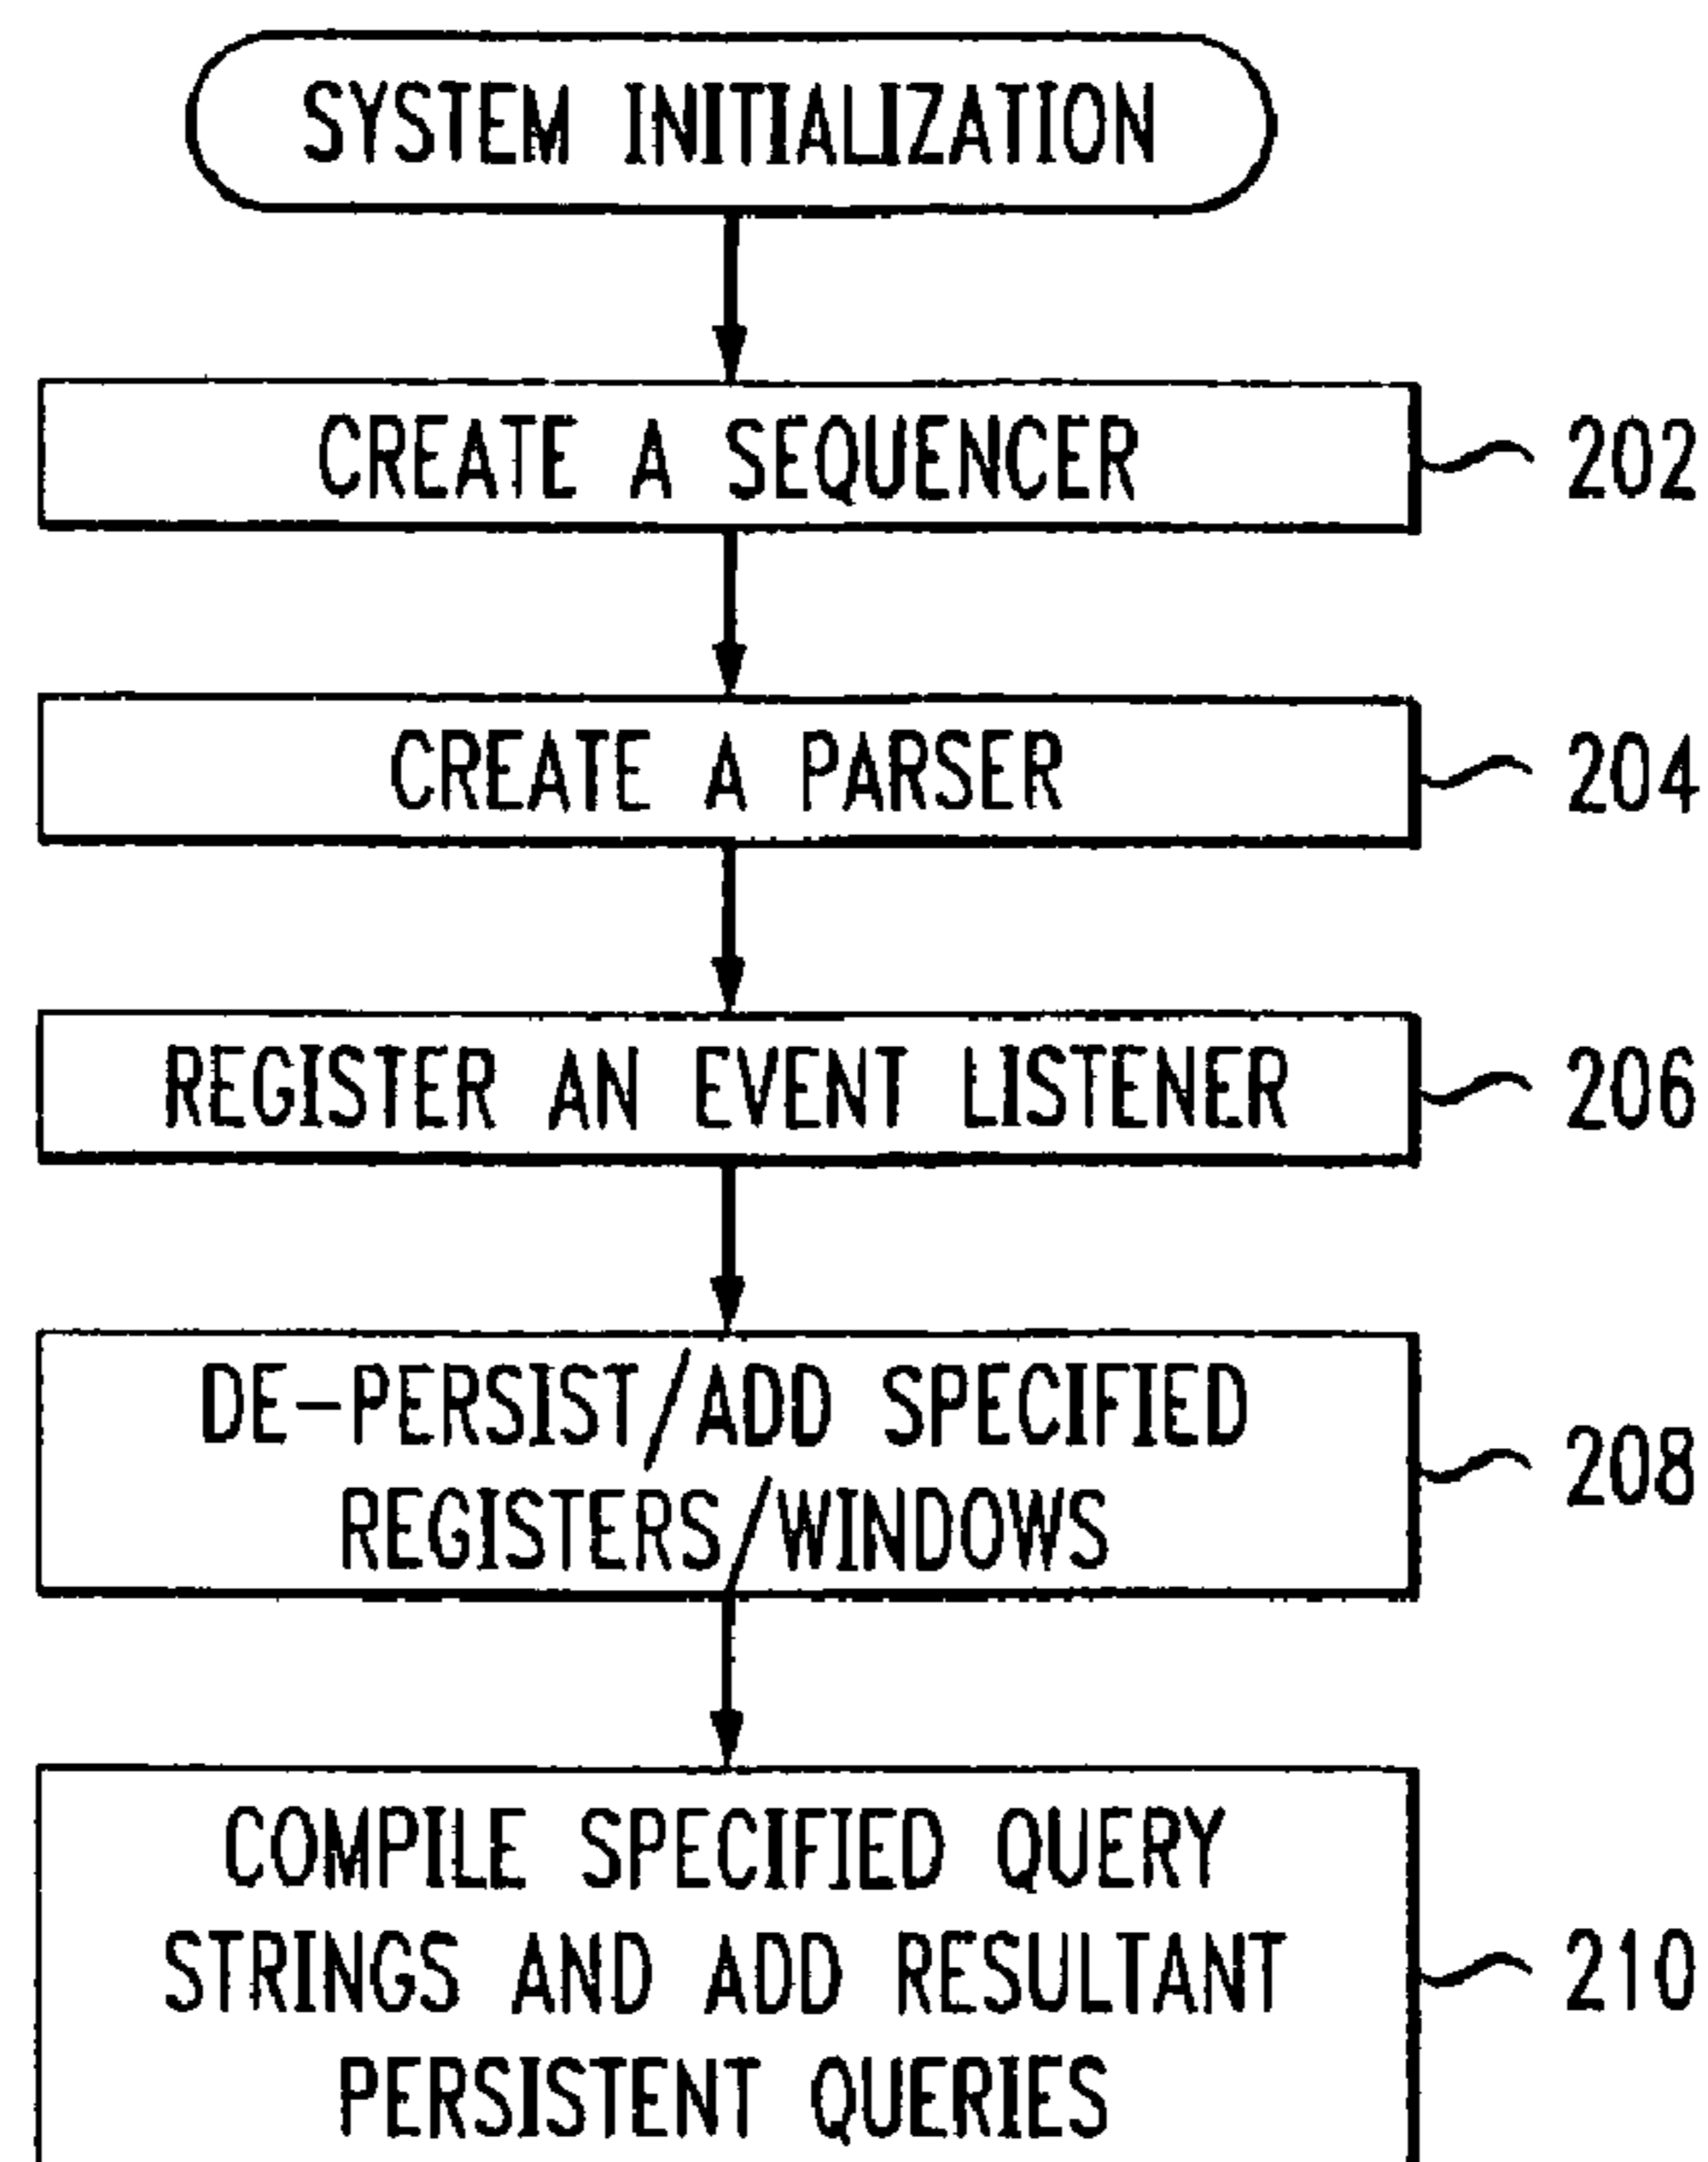 SYSTEM INITIALIZATION
CREATE A SEQUENCER
202
CREATE A PARSER
204
REGISTER AN EVENT LISTENER
206
DE-PERSIST/ADD SPECIFIED
REGISTERS/WINDOWS
208
COMPILE SPECIFIED QUERY
STRINGS AND ADD RESULTANT
PERSISTENT QUERIES
210